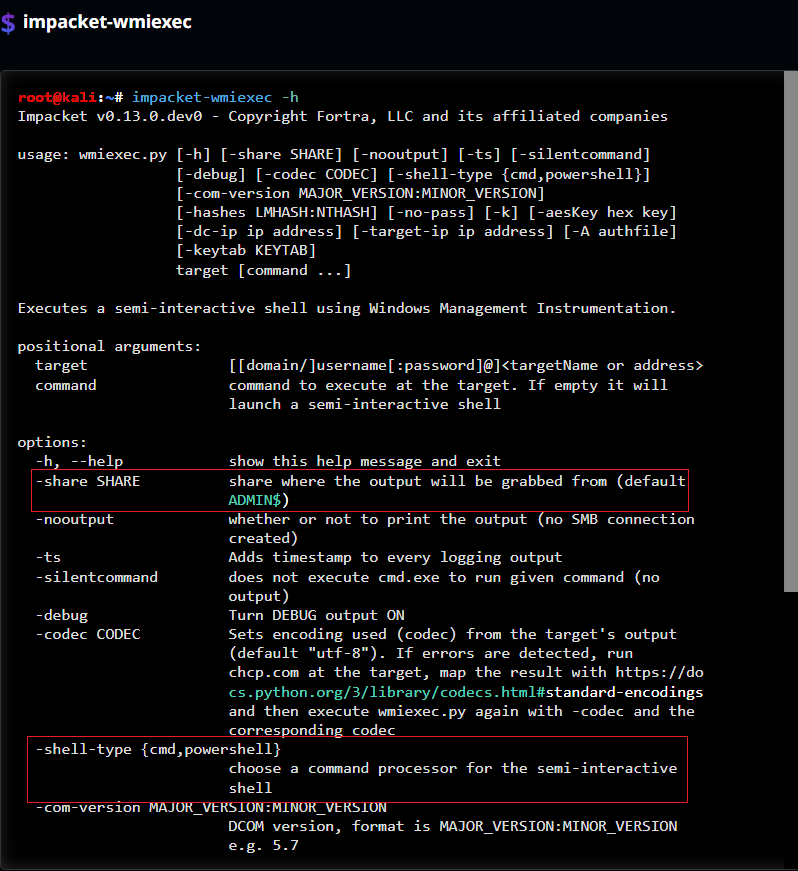 $ impacket-wmiexec
root@kali:~# impacket-wmiexec -h
Impacket v0.13.0.dev0 - Copyright Fortra, LLC and its affiliated companies
usage: wmiexec.py [-h] [-share SHARE] [-nooutput] [-ts] [-silentcommand]
[-debug] [-codec CODEC] [-shell-type {cmd,powershell}]
[-com-version MAJOR_VERSION:MINOR_VERSION]
[-hashes LMHASH:NTHASH] [-no-pass] [-k] [-aesKey hex key]
[-dc-ip ip address] [-target-ip ip address] [-A authfile]
[-keytab KEYTAB]
target [command ...]
Executes a semi-interactive shell using Windows Management Instrumentation.
positional arguments:
target [[domain/]username[:password]@]<targetName or address>
command command to execute at the target. If empty it will
launch a semi-interactive shell
options:
-h, --help show this help message and exit
-share SHARE share where the output will be grabbed from (default
ADMIN$)
-nooutput whether or not to print the output (no SMB connection
created)
-ts Adds timestamp to every logging output
-silentcommand does not execute cmd.exe to run given command (no
output)
-debug Turn DEBUG output ON
-codec CODEC Sets encoding used (codec) from the target's output
(default "utf-8"). If errors are detected, run
chcp.com at the target, map the result with https://do
cs.python.org/3/library/codecs.html#standard-encodings
and then execute wmiexec.py again with -codec and the
corresponding codec
-shell-type {cmd,powershell}
choose a command processor for the semi-interactive
shell
-com-version MAJOR_VERSION:MINOR_VERSION
DCOM version, format is MAJOR_VERSION:MINOR_VERSION
e.g. 5.7